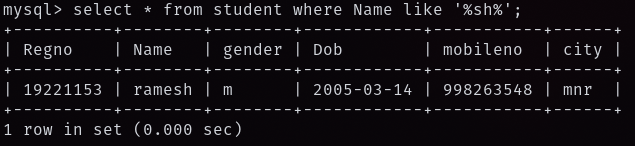 mysql> select * from student where Name like '%sh%';
+----------+--------+--------+------------+-----------+------+
| Regno    | Name   | gender | Dob        | mobileno  | city |
+----------+--------+--------+------------+-----------+------+
| 19221153 | ramesh | m      | 2005-03-14 | 998263548 | mnr  |
+----------+--------+--------+------------+-----------+------+
1 row in set (0.000 sec)